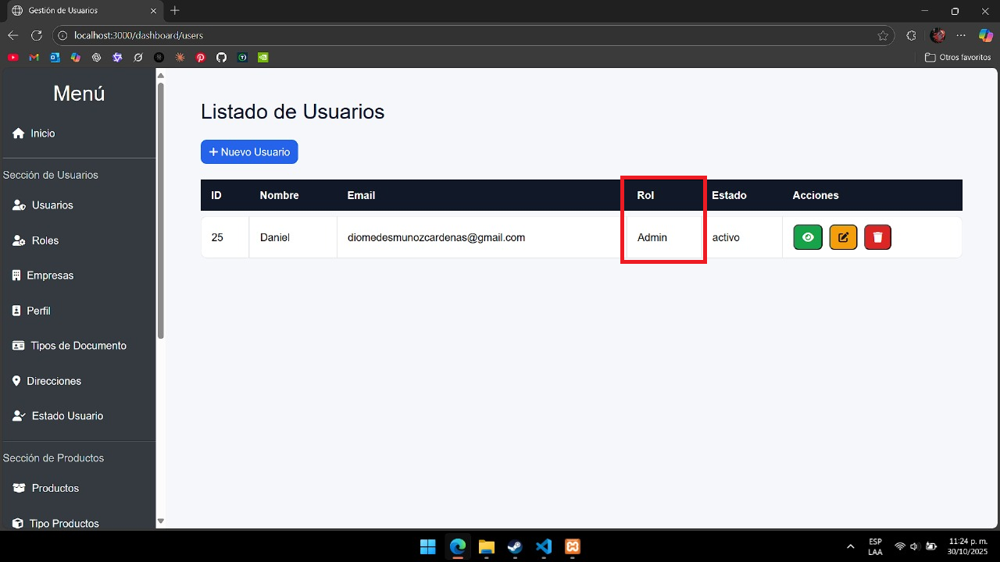 Gestión de Usuarios
localhost:3000/dashboard/users
Otros favoritos
Menú
Inicio
Sección de Usuarios
Usuarios
Roles
Empresas
Perfil
Tipos de Documento
Direcciones
Estado Usuario
Sección de Productos
Productos
Tipo Productos
Listado de Usuarios
+ Nuevo Usuario
ID Nombre Email Rol Estado Acciones
25 Daniel diomedesmunozcardenas@gmail.com Admin activo
ESP
LAA
11:24 p. m.
30/10/2025